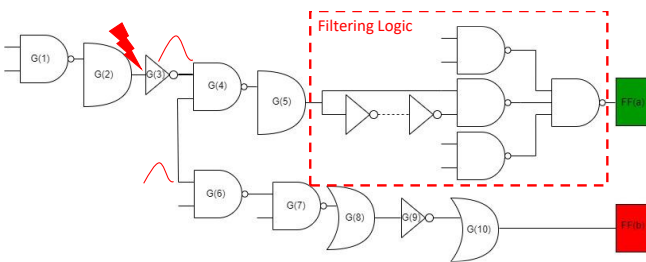 Filtering Logic
G(1)
G(2)
G(3)
G(4)
G(5)
FF(a)
G(6)
G(7)
G(8)
G(9)
G(10)
FF(b)